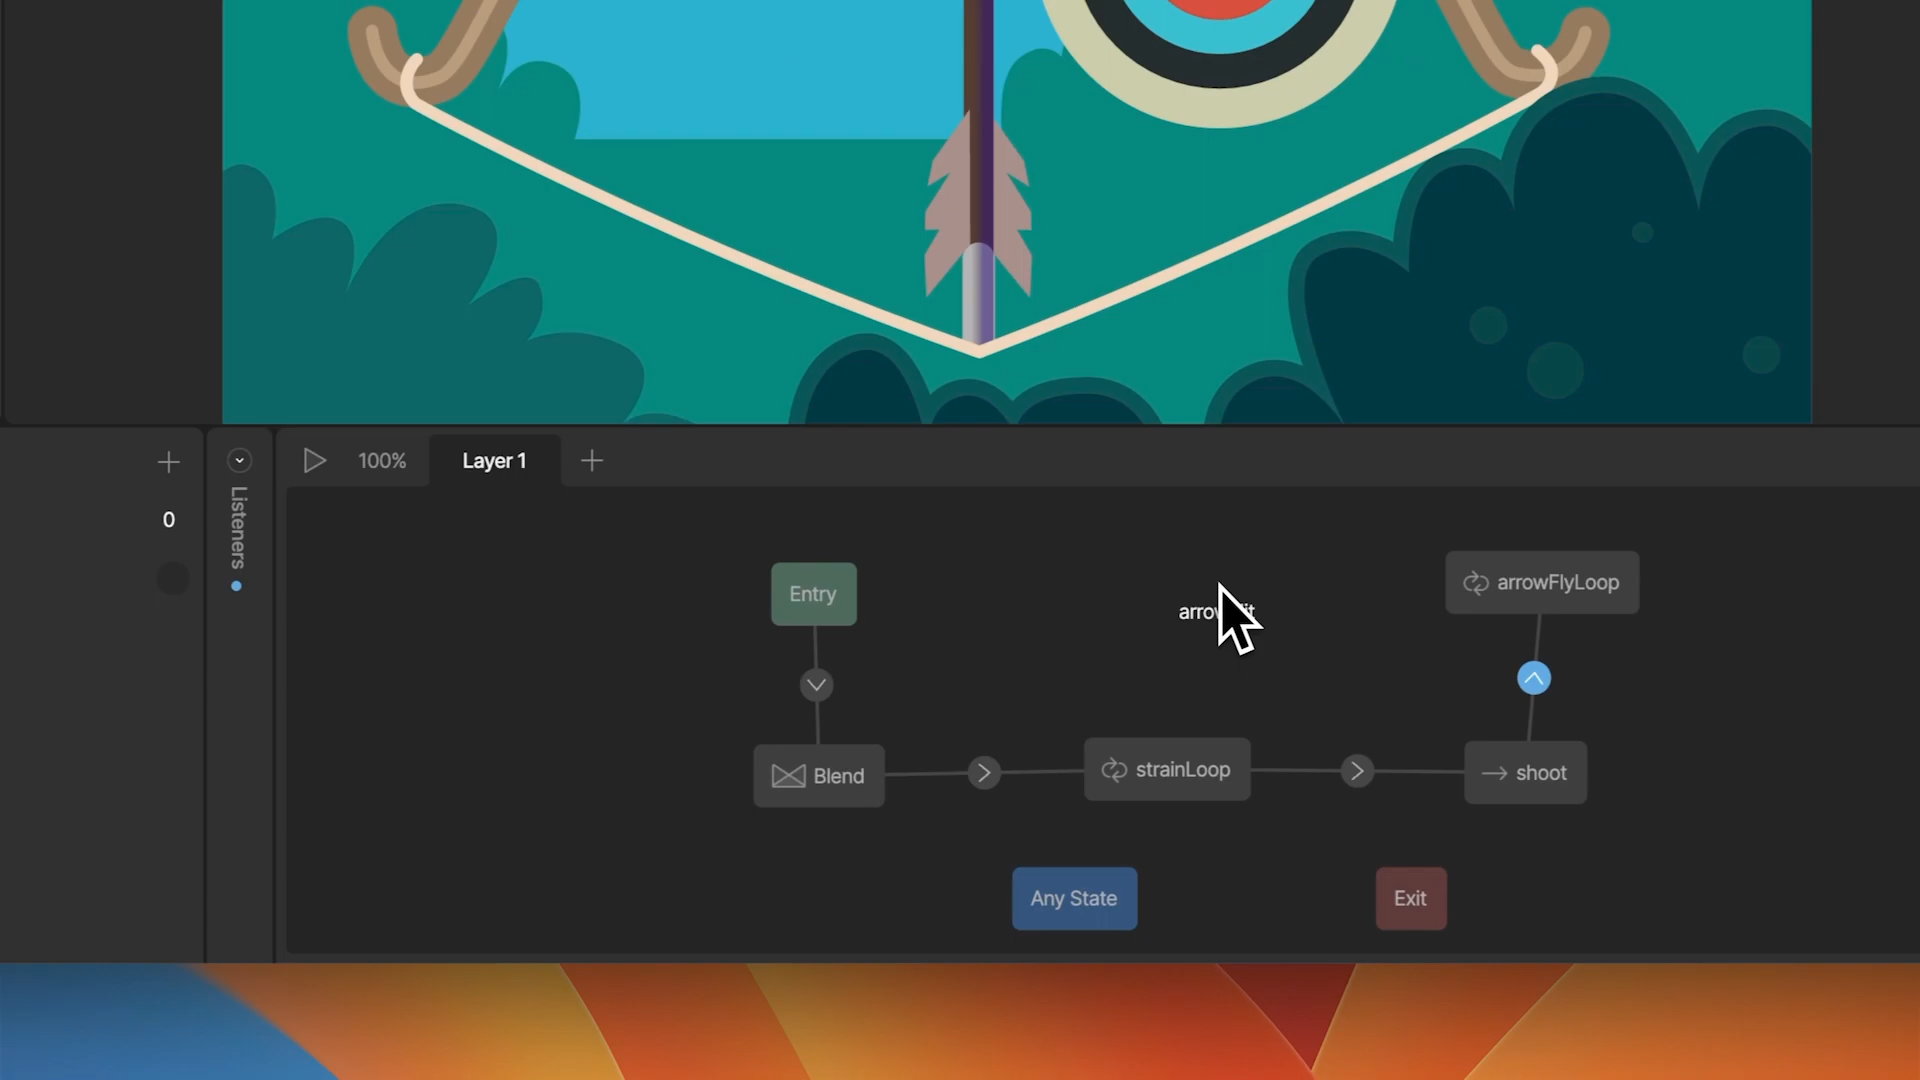 100%
Layer 1
0
Listeners
Entry
arrowFlyLoop
Blend
strainLoop
shoot
Any State
Exit